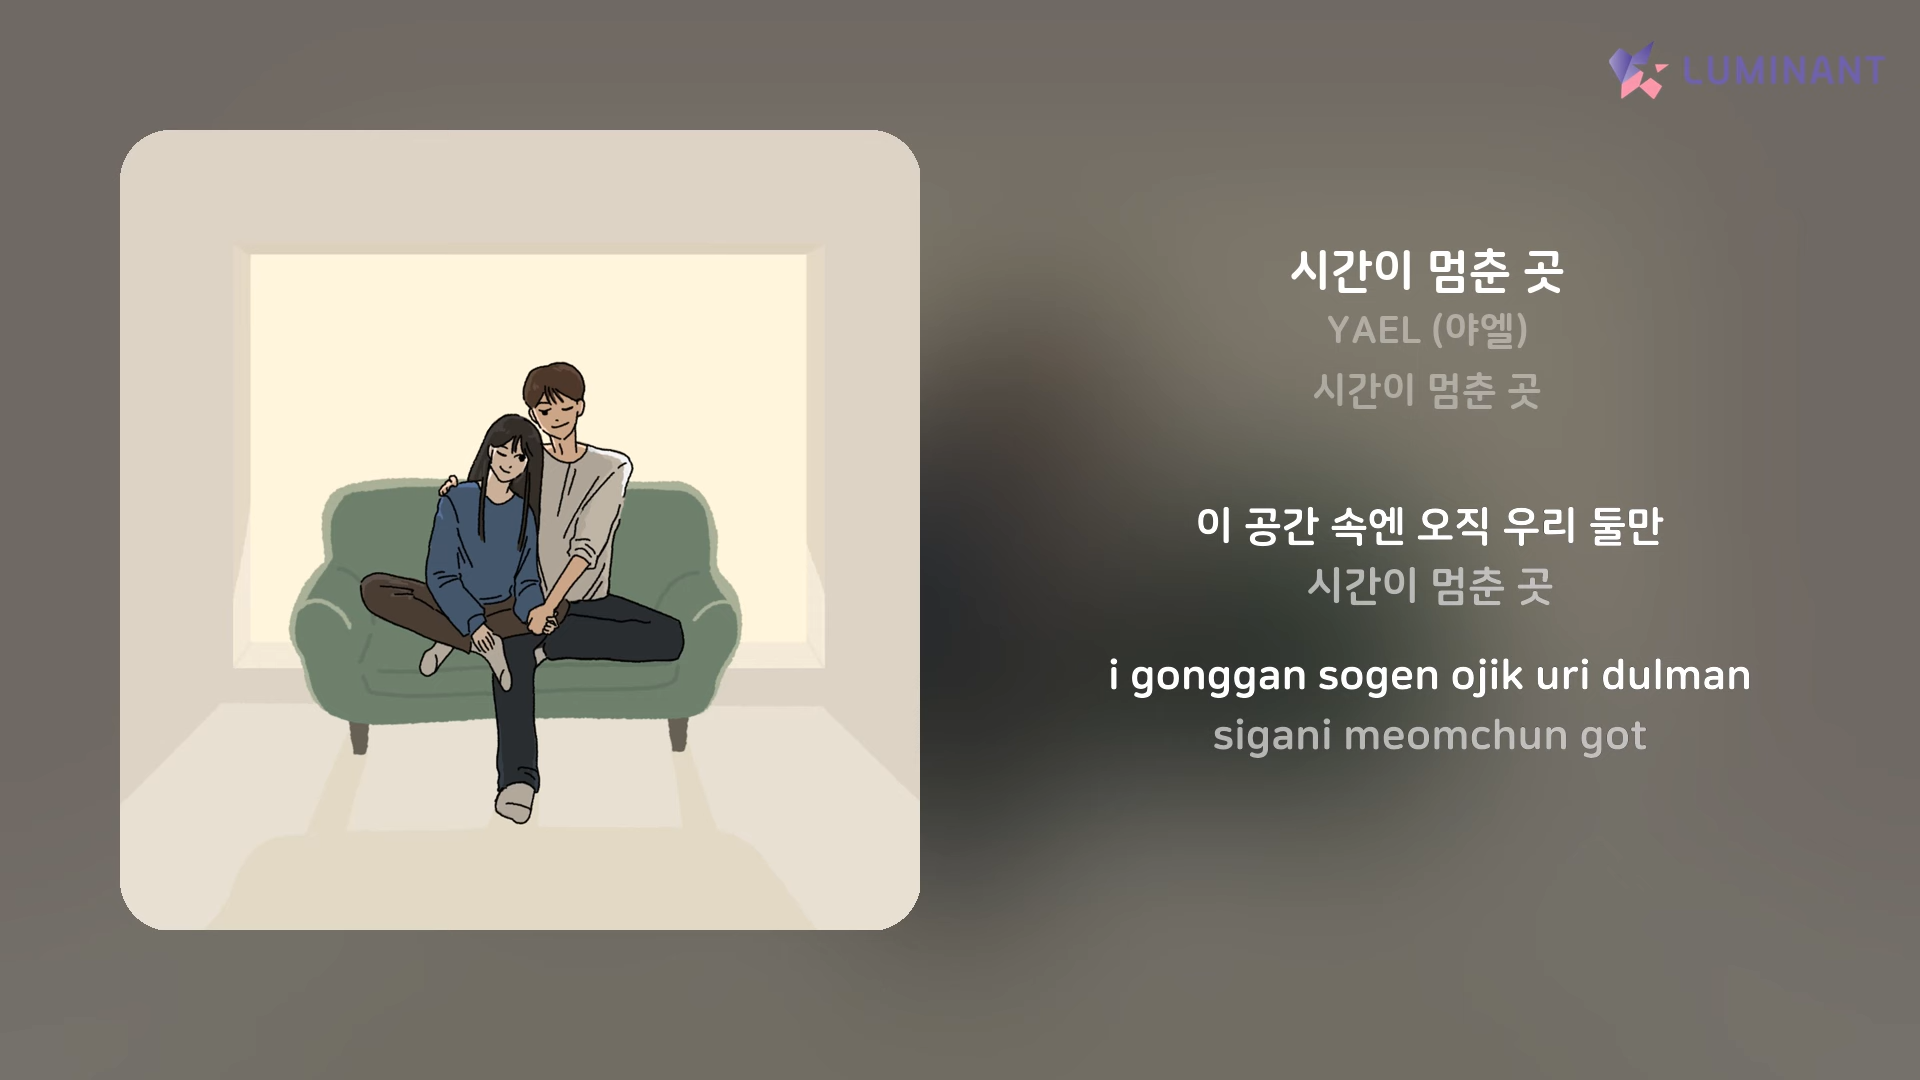 LUMINANT
시간이 멈춘 곳
YAEL (야엘)
시간이 멈춘 곳
이 공간 속엔 오직 우리 둘만
시간이 멈춘 곳
i gonggan sogen ojik uri dulman
sigani meomchun got